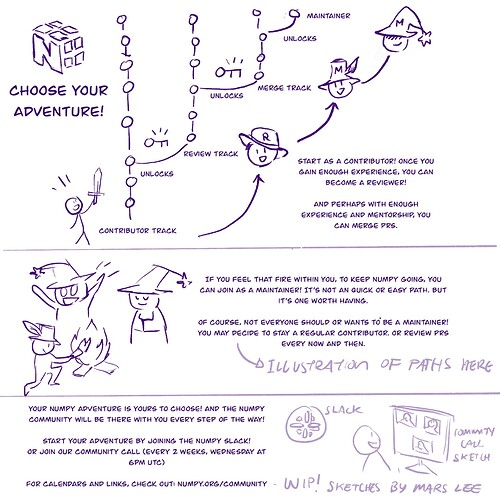 N
CHOOSE YOUR
ADVENTURE!
MAINTAINER
UNLOCKS
M
MERGE TRACK
UNLOCKS
M
REVIEW TRACK
UNLOCKS
R
CONTRIBUTOR TRACK
START AS A CONTRIBUTOR! ONCE YOU
GAIN ENOUGH EXPERIENCE, YOU CAN
BECOME A REVIEWER!
AND PERHAPS WITH ENOUGH
EXPERIENCE AND MENTORSHIP, YOU
CAN MERGE PRS.
IF YOU FEEL THAT FIRE WITHIN YOU, TO KEEP NUMPY GOING, YOU
CAN JOIN AS A MAINTAINER! IT'S NOT AN QUICK OR EASY PATH. BUT
IT'S ONE WORTH HAVING.
OF COURSE, NOT EVERYONE SHOULD OR WANTS TO BE A MAINTAINER!
YOU MAY DECIDE TO STAY A REGULAR CONTRIBUTOR. OR REVIEW PRS
EVERY NOW AND THEN.
ILLUSTRATION OF PATHS HERE
YOUR NUMPY ADVENTURE IS YOURS TO CHOOSE! AND THE NUMPY
COMMUNITY WILL BE THERE WITH YOU EVERY STEP OF THE WAY!
START YOUR ADVENTURE BY JOINING THE NUMPY SLACK!
OR JOIN OUR COMMUNITY CALL (EVERY 2 WEEKS, WEDNESDAY AT
6PM UTC)
FOR CALENDARS AND LINKS, CHECK OUT: NUMPY.ORG/COMMUNITY
SLACK
COMMUNITY
CALL
SKETCH
- WIP! SKETCHES BY MARS LEE